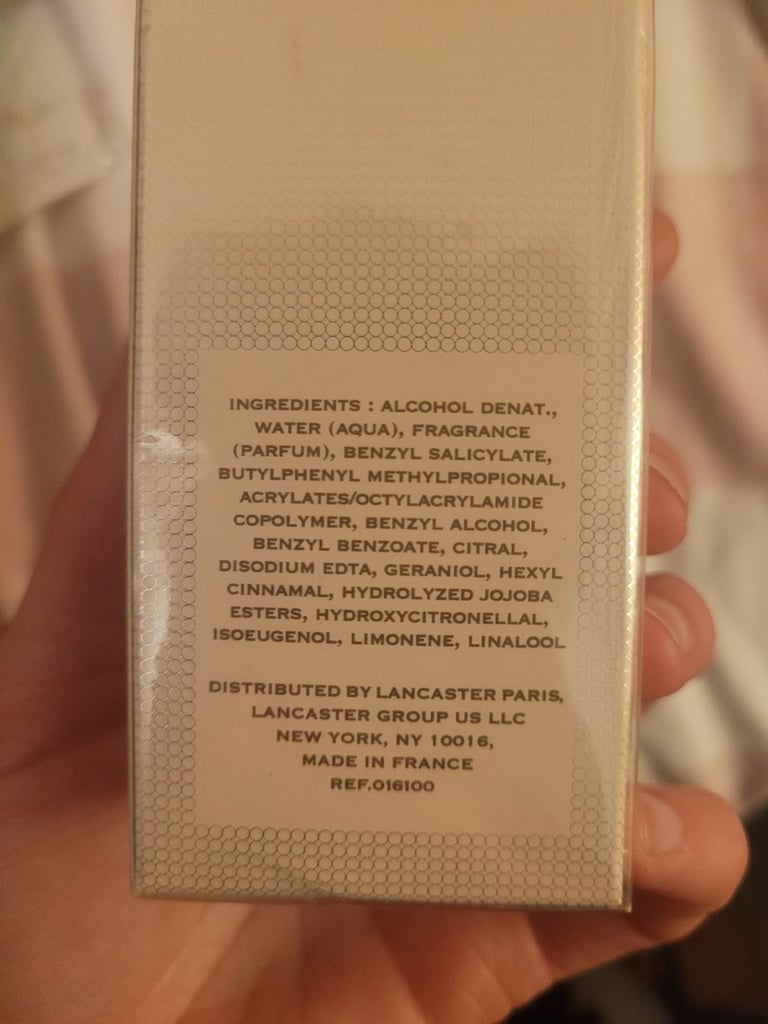 INGREDIENTS : ALCOHOL DENAT.,
WATER (AQUA), FRAGRANCE
(PARFUM), BENZYL SALICYLATE,
BUTYLPHENYL METHYLPROPIONAL,
ACRYLATES/OCTYLACRYLAMIDE
COPOLYMER, BENZYL ALCOHOL,
BENZYL BENZOATE, CITRAL,
DISODIUM EDTA, GERANIOL, HEXYL
CINNAMAL, HYDROLYZED JOJOBA
ESTERS, HYDROXYCITRONELLAL,
ISOEUGENOL, LIMONENE, LINALOOL
DISTRIBUTED BY LANCASTER PARIS,
LANCASTER GROUP US LLC
NEW YORK, NY 10016,
MADE IN FRANCE
REF.016100